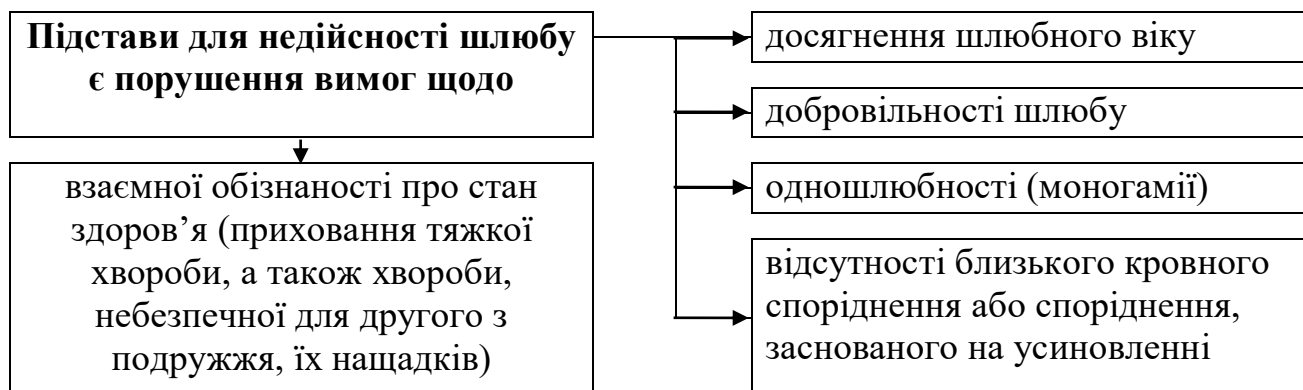 Підстави для недійсності шлюбу
є порушення вимог щодо
взаємної обізнаності про стан
здоров’я (приховання тяжкої
хвороби, а також хвороби,
небезпечної для другого з
подружжя, їх нащадків)
досягнення шлюбного віку
добровільності шлюбу
одношлюбності (моногамії)
відсутності близького кровного
споріднення або споріднення,
заснованого на усиновленні